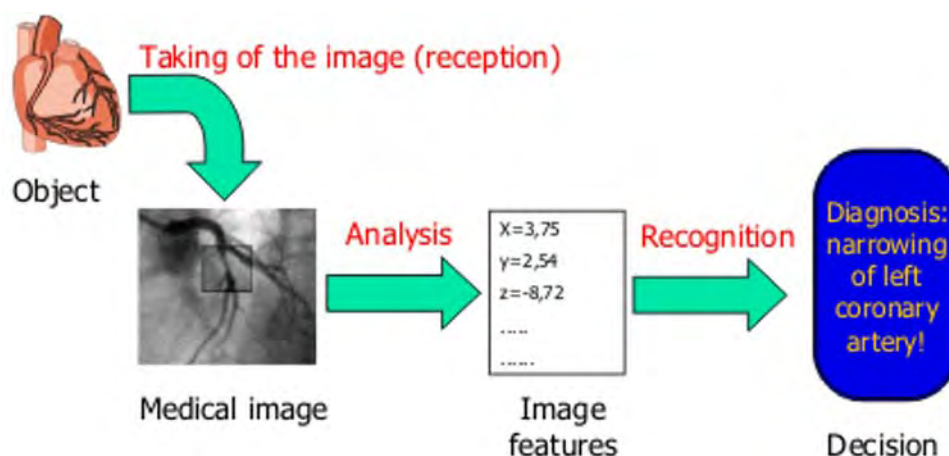 Taking of the image (reception)
Object
Analysis
X=3,75
y=2,54
z=-8,72
.....
......
Recognition
Diagnosis:
narrowing
of left
coronary
artery!
Medical image
Image
features
Decision